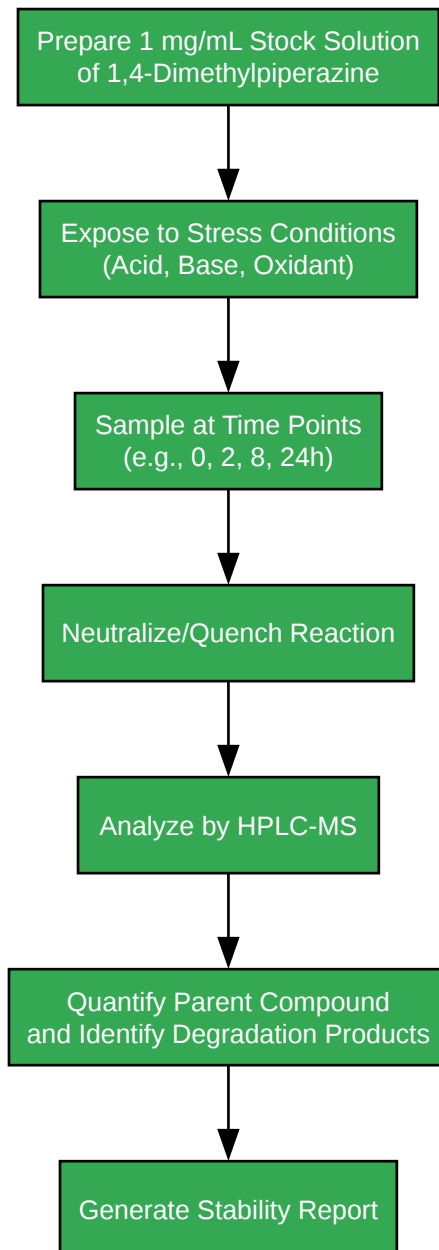 Prepare 1 mg/mL Stock Solution
of 1,4-Dimethylpiperazine
Expose to Stress Conditions
(Acid, Base, Oxidant)
Sample at Time Points
(e.g., 0, 2, 8, 24h)
Neutralize/Quench Reaction
Analyze by HPLC-MS
Quantify Parent Compound
and Identify Degradation Products
Generate Stability Report